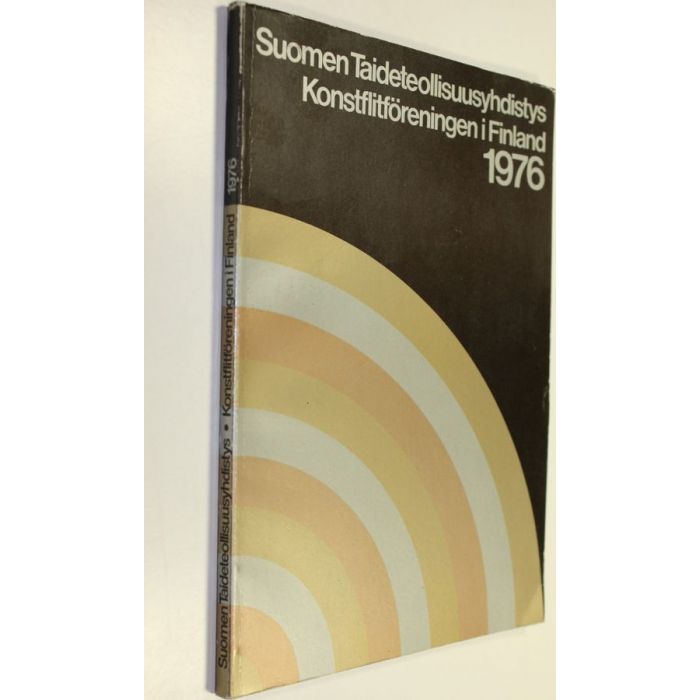 Suomen Taideteollisuusyhdistys
Konstflitföreningen i Finland
1976
Suomen Taideteollisuusyhdistys • Konstflitföreningen i Finland 1976